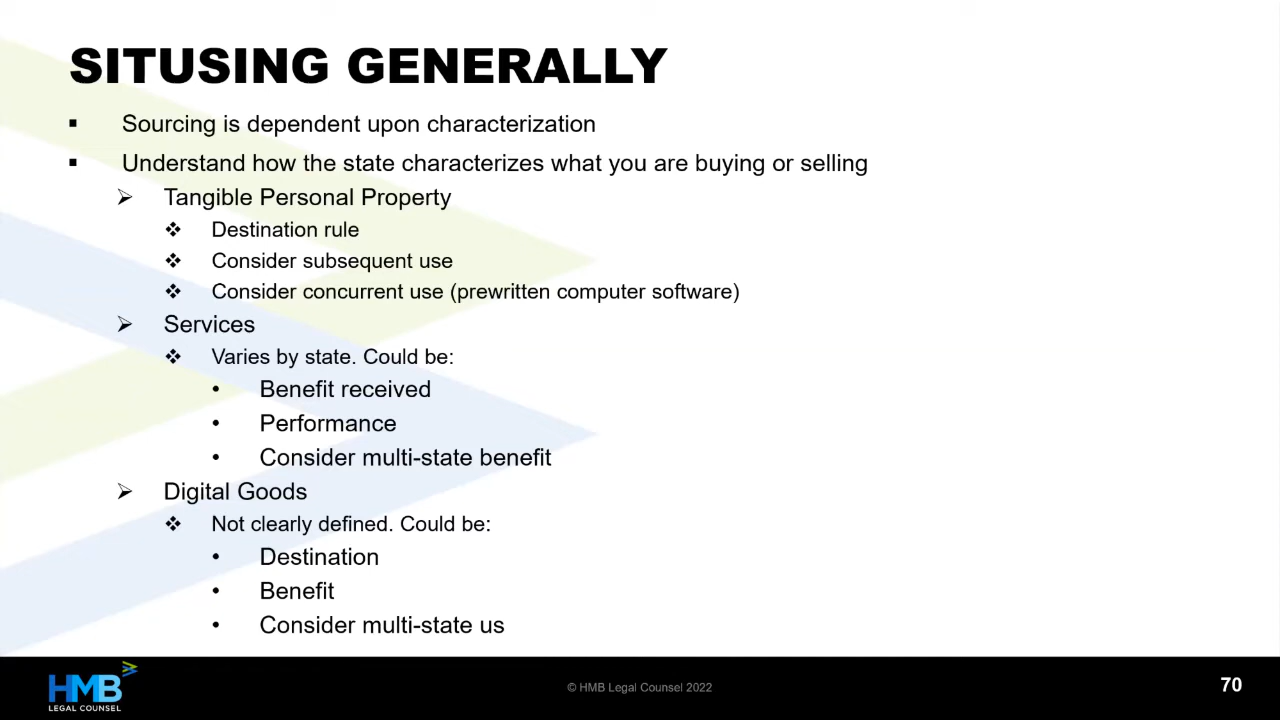 SITUSING GENERALLY
▪ Sourcing is dependent upon characterization
▪ Understand how the state characterizes what you are buying or selling
➢ Tangible Personal Property
❖ Destination rule
❖ Consider subsequent use
❖ Consider concurrent use (prewritten computer software)
➢ Services
❖ Varies by state. Could be:
• Benefit received
• Performance
• Consider multi-state benefit
➢ Digital Goods
❖ Not clearly defined. Could be:
• Destination
• Benefit
• Consider multi-state us
HMB
LEGAL COUNSEL
© HMB Legal Counsel 2022
70